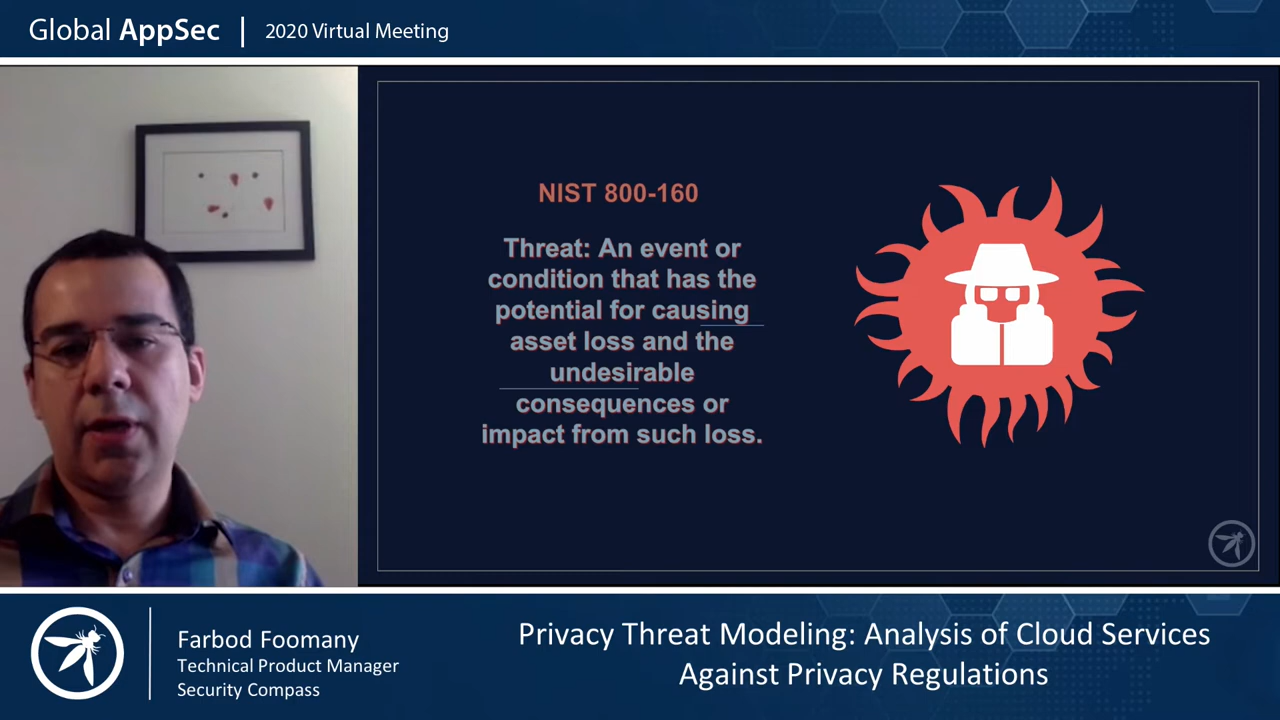 Global AppSec | 2020 Virtual Meeting
NIST 800-160
Threat: An event or
condition that has the
potential for causing
asset loss and the
undesirable
consequences or
impact from such loss.
Farbod Foomany
Technical Product Manager
Security Compass
Privacy Threat Modeling: Analysis of Cloud Services
Against Privacy Regulations